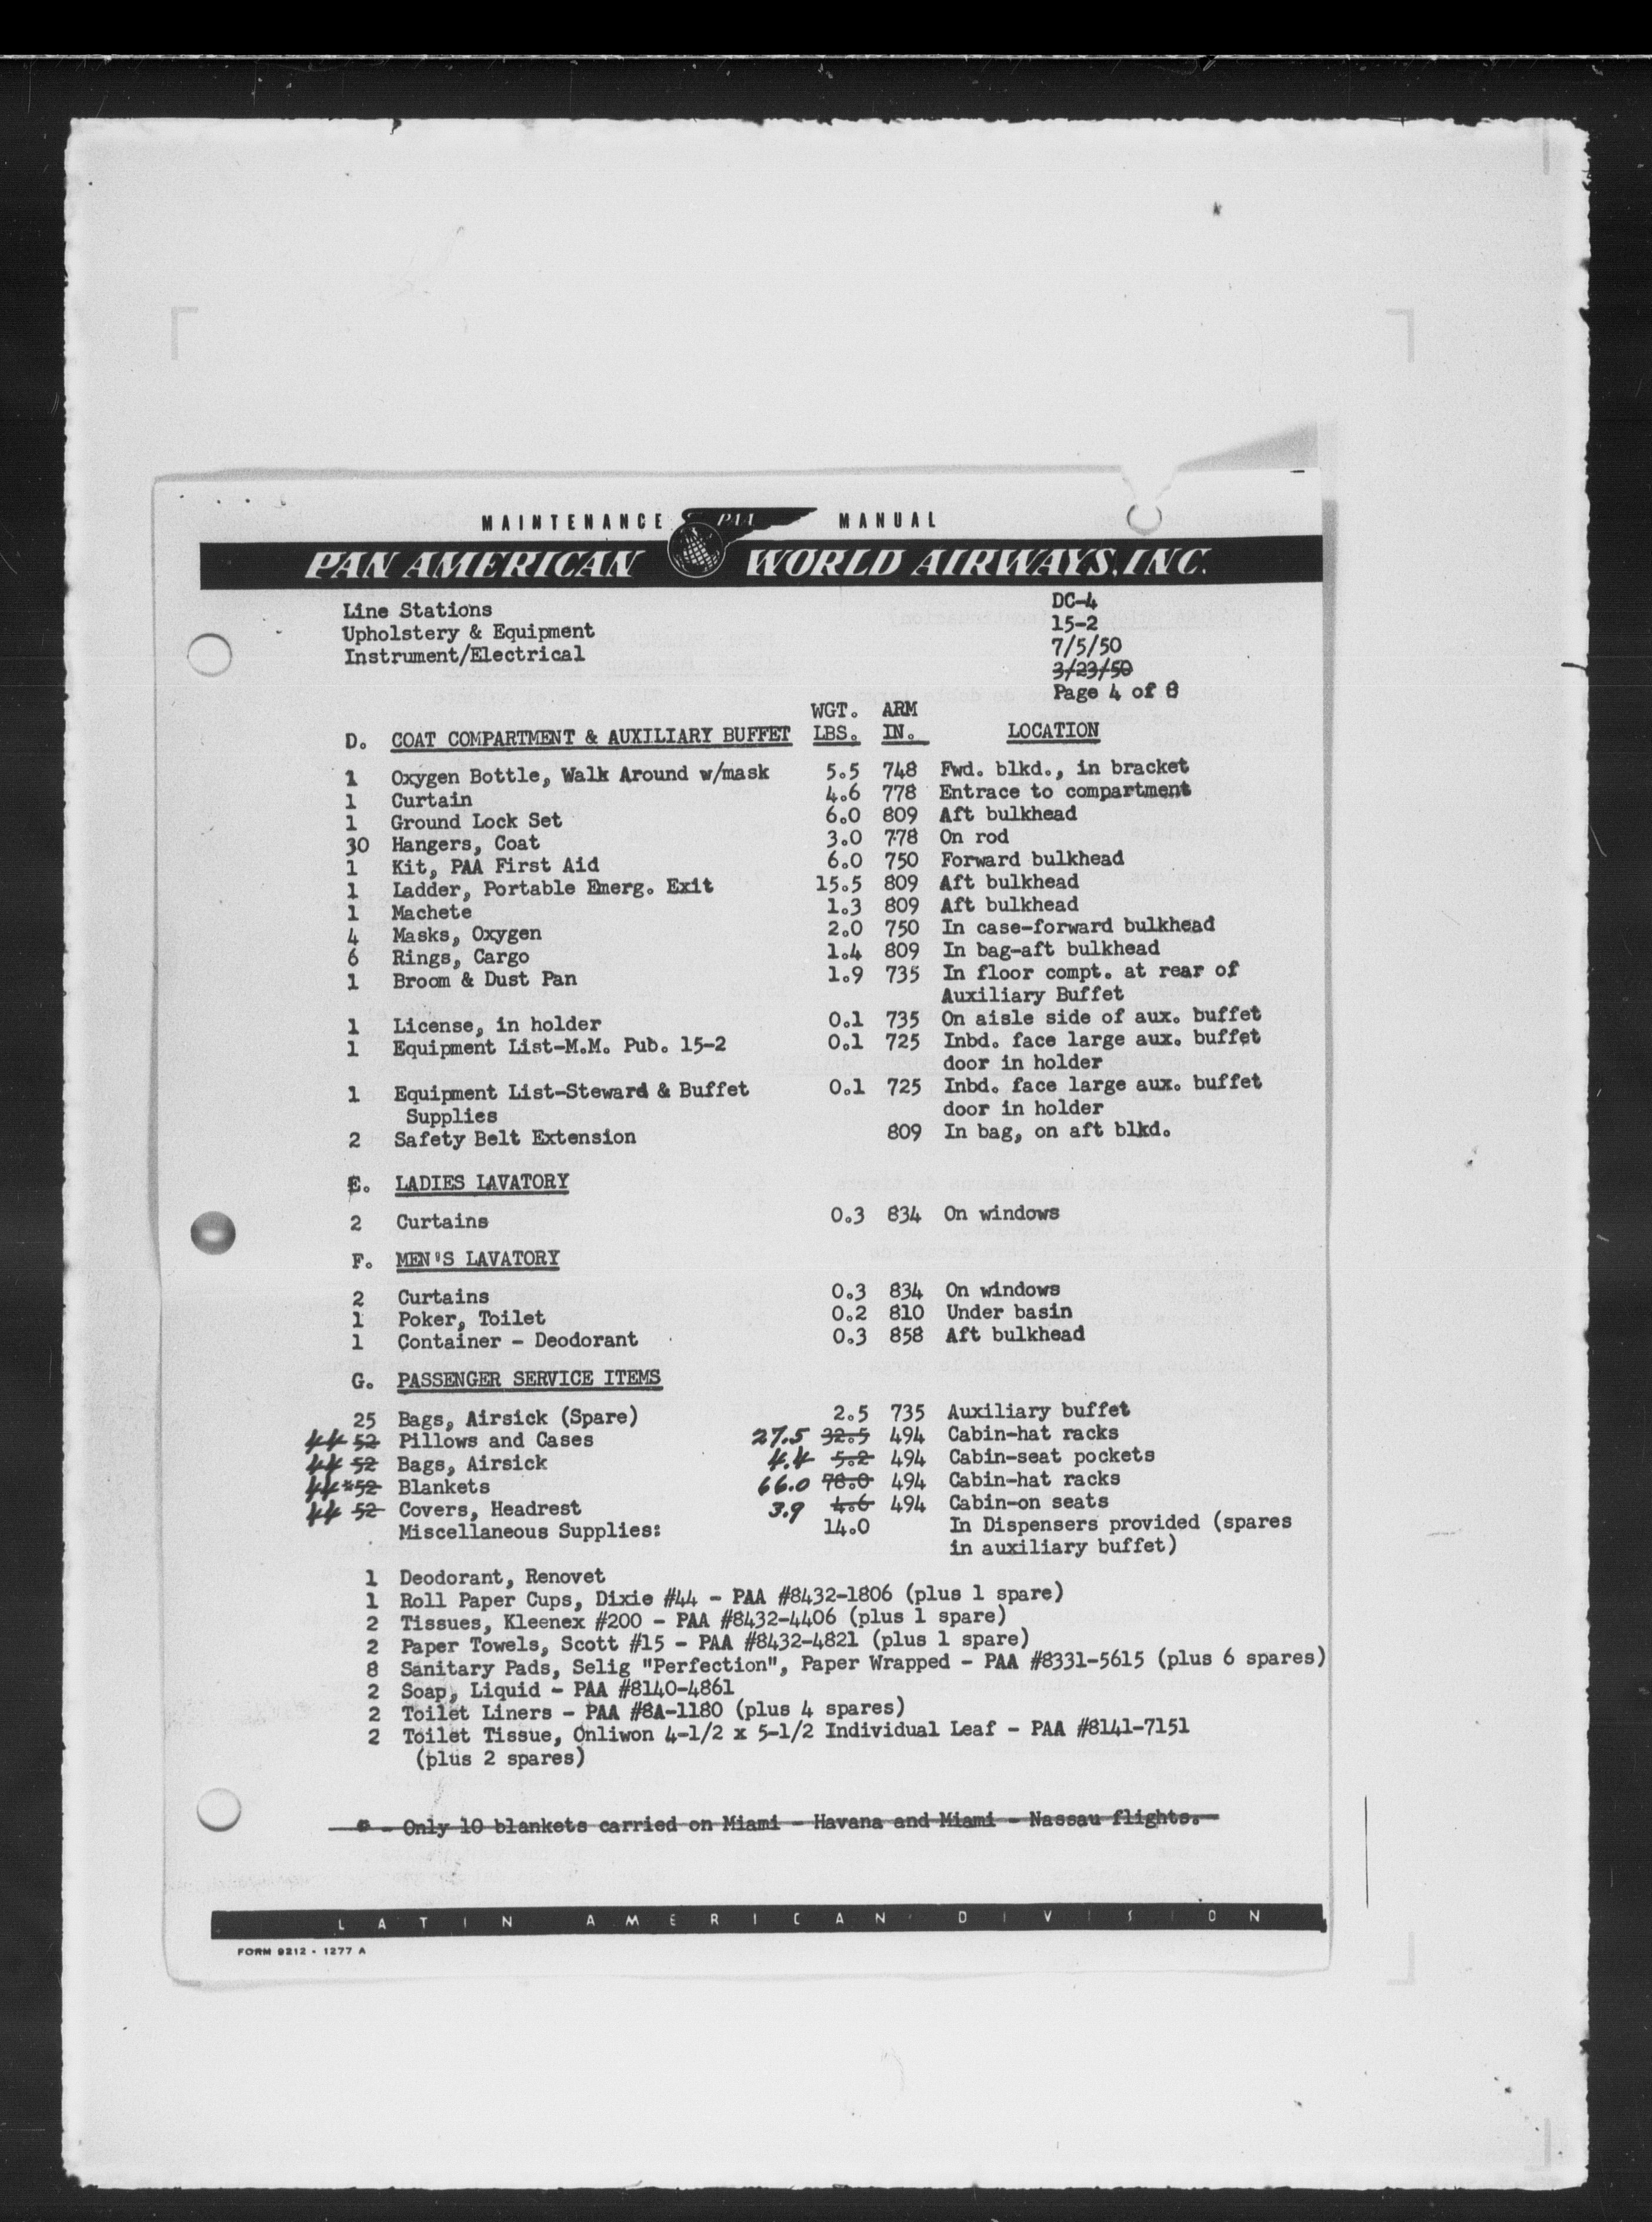 MAINTENANCE PAA MANUAL
PAN AMERICAN WORLD AIRWAYS, INC.
Line Stations
Upholstery & Equipment
Instrument/Electrical
DC-4
15-2
7/5/50
3/23/50
Page 4 of 8
WGT. ARM
D. COAT COMPARTMENT & AUXILIARY BUFFET LBS. IN. LOCATION
1 Oxygen Bottle, Walk Around w/mask 5.5 748 Fwd. blkd., in bracket
1 Curtain 4.6 778 Entrace to compartment
1 Ground Lock Set 6.0 809 Aft bulkhead
30 Hangers, Coat 3.0 778 On rod
1 Kit, PAA First Aid 6.0 750 Forward bulkhead
1 Ladder, Portable Emerg. Exit 15.5 809 Aft bulkhead
1 Machete 1.3 809 Aft bulkhead
4 Masks, Oxygen 2.0 750 In case-forward bulkhead
6 Rings, Cargo 1.4 809 In bag-aft bulkhead
1 Broom & Dust Pan 1.9 735 In floor compt. at rear of
Auxiliary Buffet
1 License, in holder 0.1 735 On aisle side of aux. buffet
1 Equipment List-M.M. Pub. 15-2 0.1 725 Inbd. face large aux. buffet
door in holder
1 Equipment List-Steward & Buffet 0.1 725 Inbd. face large aux. buffet
Supplies door in holder
2 Safety Belt Extension 809 In bag, on aft blkd.
E. LADIES LAVATORY
2 Curtains 0.3 834 On windows
F. MEN'S LAVATORY
2 Curtains 0.3 834 On windows
1 Poker, Toilet 0.2 810 Under basin
1 Container - Deodorant 0.3 858 Aft bulkhead
G. PASSENGER SERVICE ITEMS
25 Bags, Airsick (Spare) 2.5 735 Auxiliary buffet
44 52 Pillows and Cases 27.5 32.5 494 Cabin-hat racks
44 52 Bags, Airsick 4.4 5.2 494 Cabin-seat pockets
44 *52 Blankets 66.0 78.0 494 Cabin-hat racks
44 52 Covers, Headrest 3.9 4.6 494 Cabin-on seats
Miscellaneous Supplies: 14.0 In Dispensers provided (spares
in auxiliary buffet)
1 Deodorant, Renovet
1 Roll Paper Cups, Dixie #44 - PAA #8432-1806 (plus 1 spare)
2 Tissues, Kleenex #200 - PAA #8432-4406 (plus 1 spare)
2 Paper Towels, Scott #15 - PAA #8432-4821 (plus 1 spare)
8 Sanitary Pads, Selig "Perfection", Paper Wrapped - PAA #8331-5615 (plus 6 spares)
2 Soap, Liquid - PAA #8140-4861
2 Toilet Liners - PAA #8A-1180 (plus 4 spares)
2 Toilet Tissue, Onliwon 4-1/2 x 5-1/2 Individual Leaf - PAA #8141-7151
(plus 2 spares)
* - Only 10 blankets carried on Miami - Havana and Miami - Nassau flights.
LATIN AMERICAN DIVISION
FORM 9212 - 1277 A